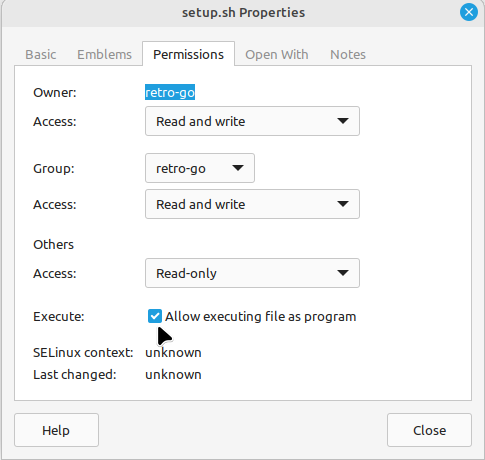 setup.sh Properties
Basic Emblems Permissions Open With Notes
Owner: retro-go
Access: Read and write
Group: retro-go
Access: Read and write
Others
Access: Read-only
Execute: Allow executing file as program
SELinux context: unknown
Last changed: unknown
Help Close